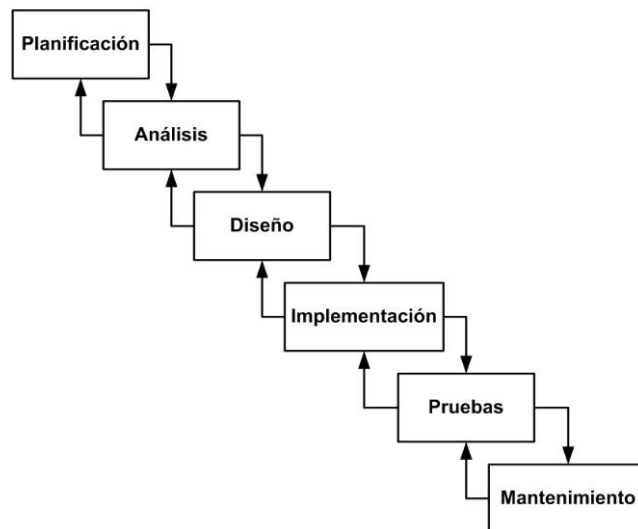 Planificación
Análisis
Diseño
Implementación
Pruebas
Mantenimiento